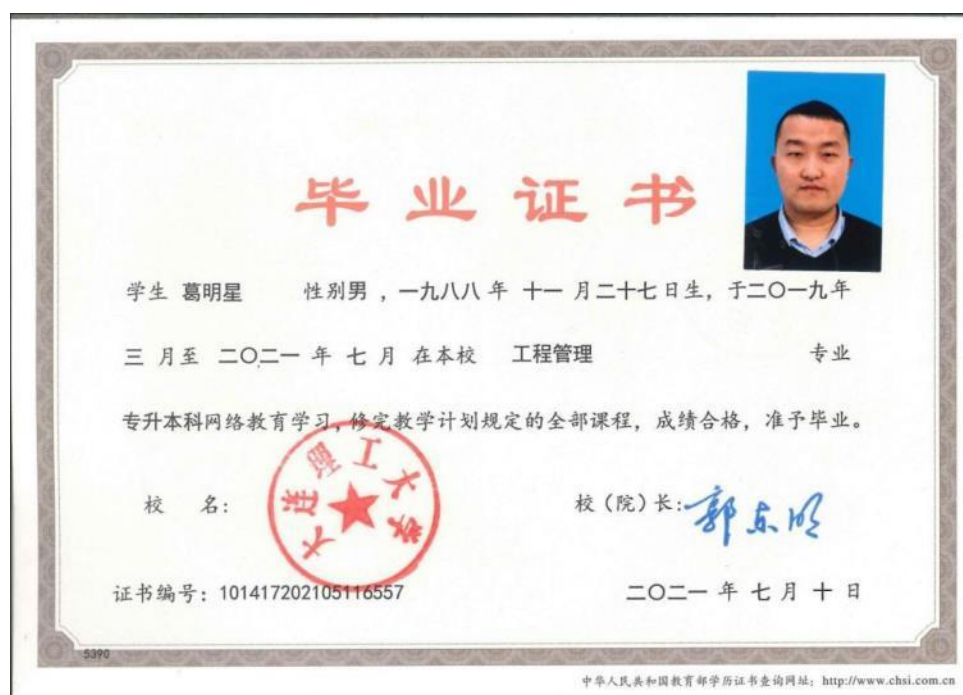 毕业证书
学生 葛明星 性别男 ，一九八八 年 十一 月二十七日生，于二〇一九年
三 月至 二〇二一 年 七 月 在本校 工程管理 专业
专升本科网络教育学习，修完教学计划规定的全部课程，成绩合格，准予毕业。
大连理工大学
校 名：
校（院）长：郭东明
证书编号：101417202105116557
二〇二一 年 七 月 十 日
5390
中华人民共和国教育部学历证书查询网址：http://www.chsi.com.cn